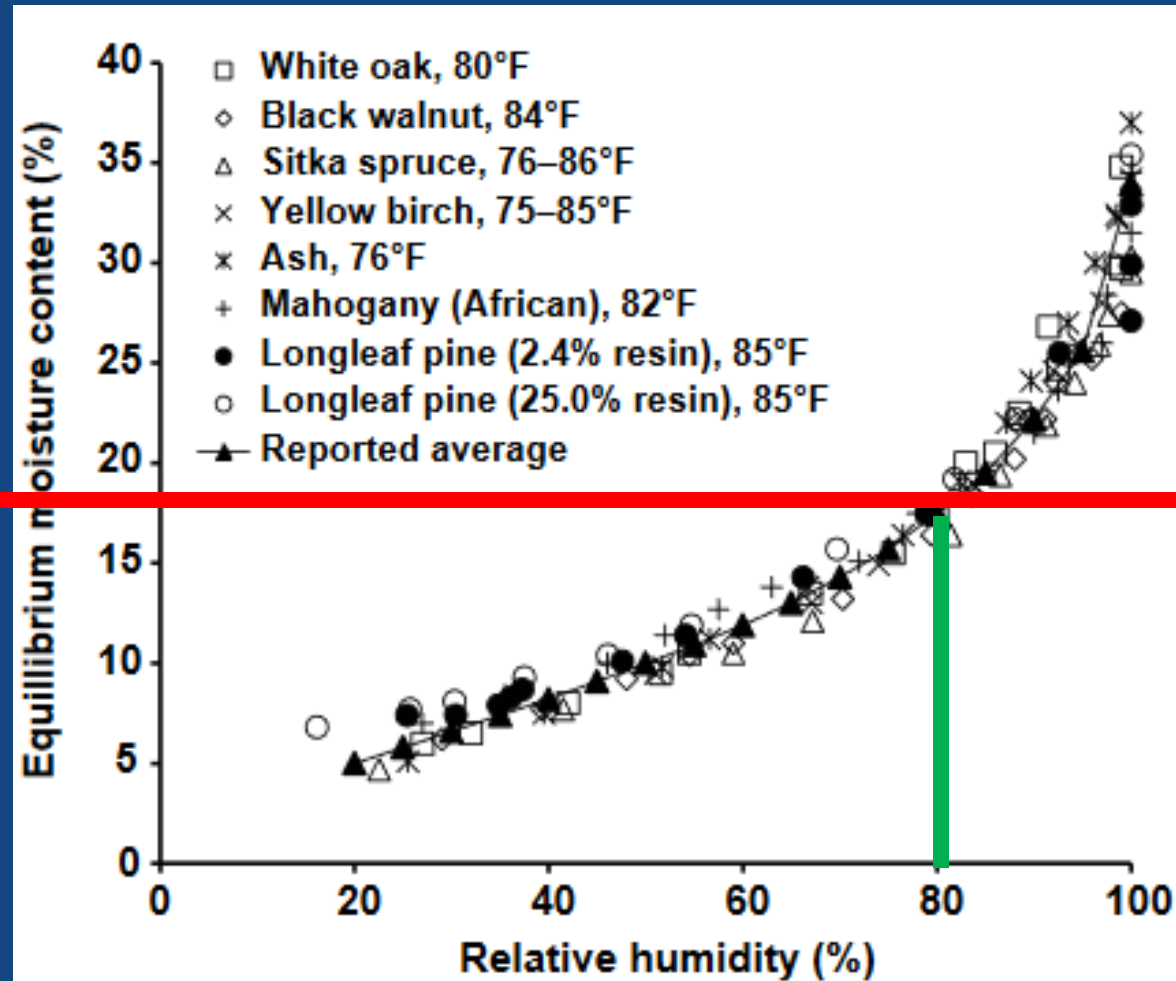 40
35
30
25
20
15
10
5
0
Equillibrium moisture content (%)
White oak, 80°F
Black walnut, 84°F
Sitka spruce, 76–86°F
Yellow birch, 75–85°F
Ash, 76°F
Mahogany (African), 82°F
Longleaf pine (2.4% resin), 85°F
Longleaf pine (25.0% resin), 85°F
Reported average
0 20 40 60 80 100
Relative humidity (%)